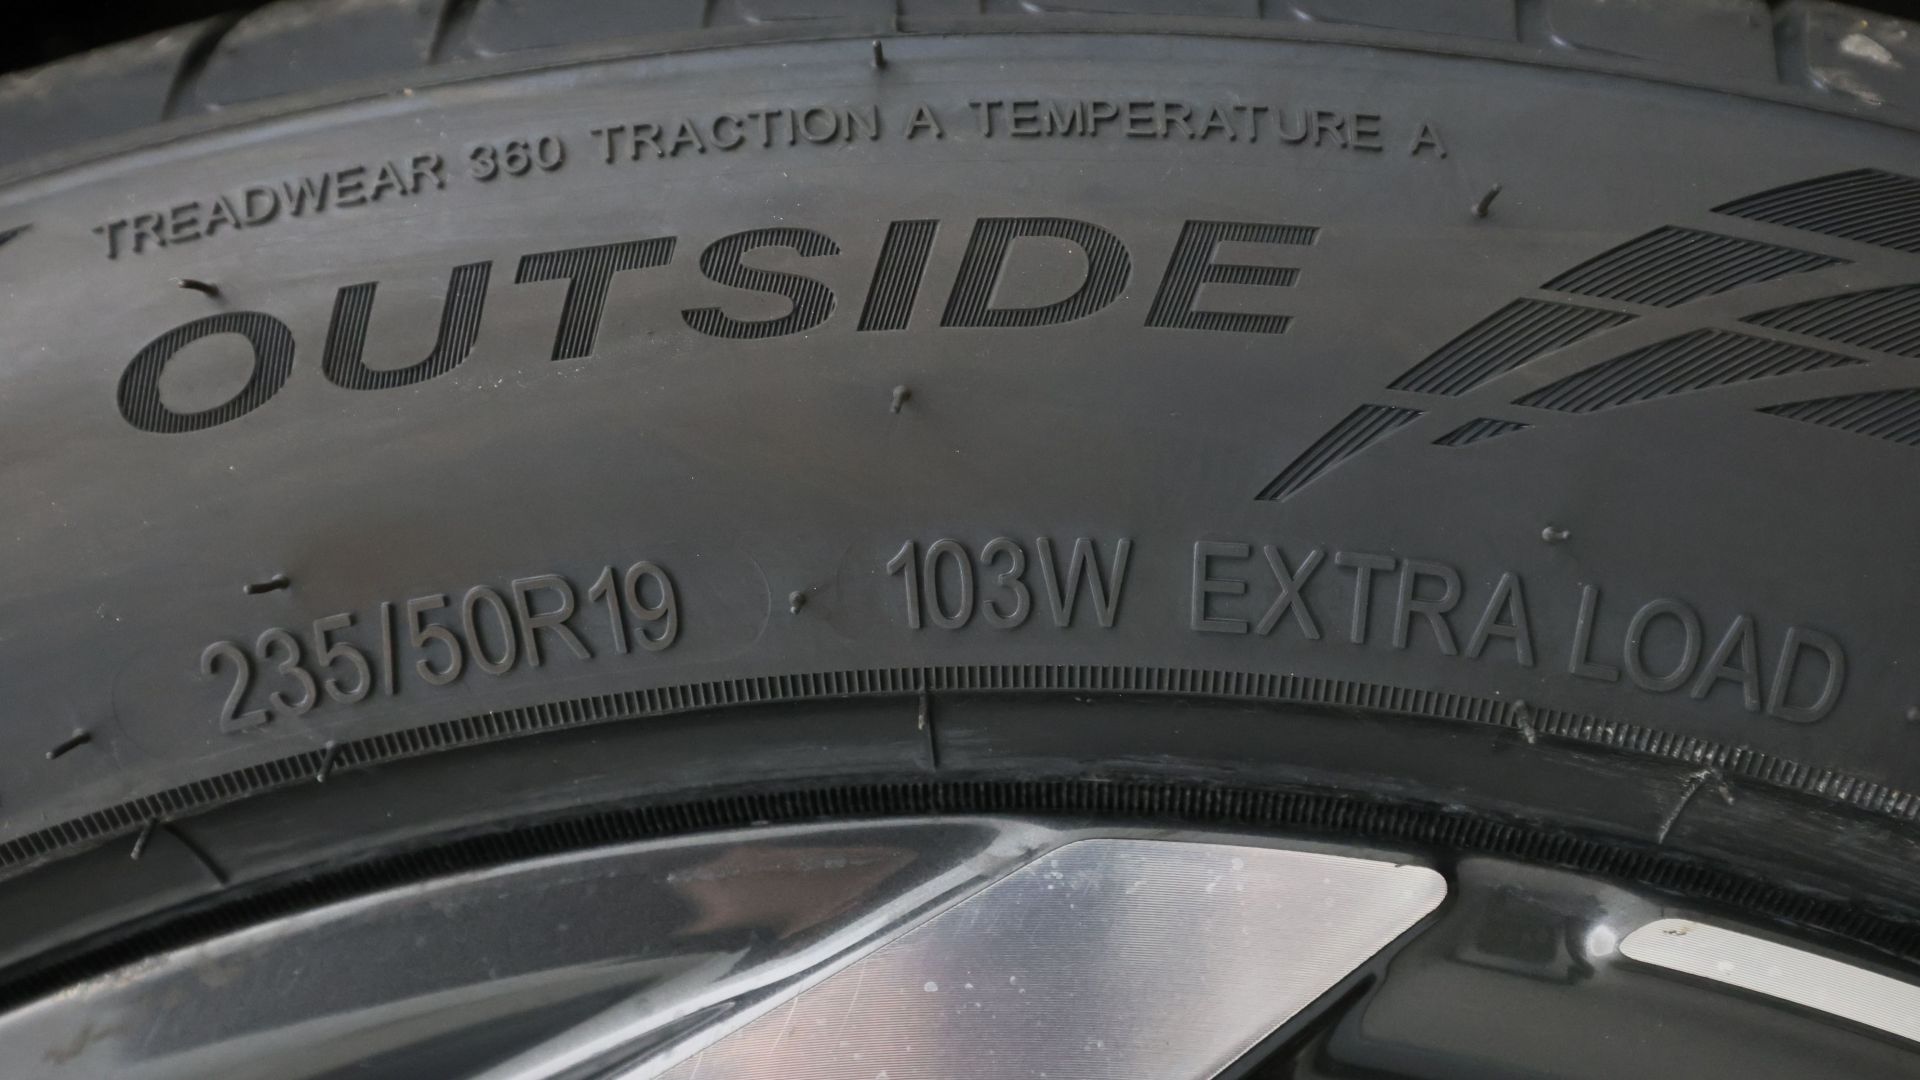 TREADWEAR 360 TRACTION A TEMPERATURE A
OUTSIDE
235/50R19 103W EXTRA LOAD